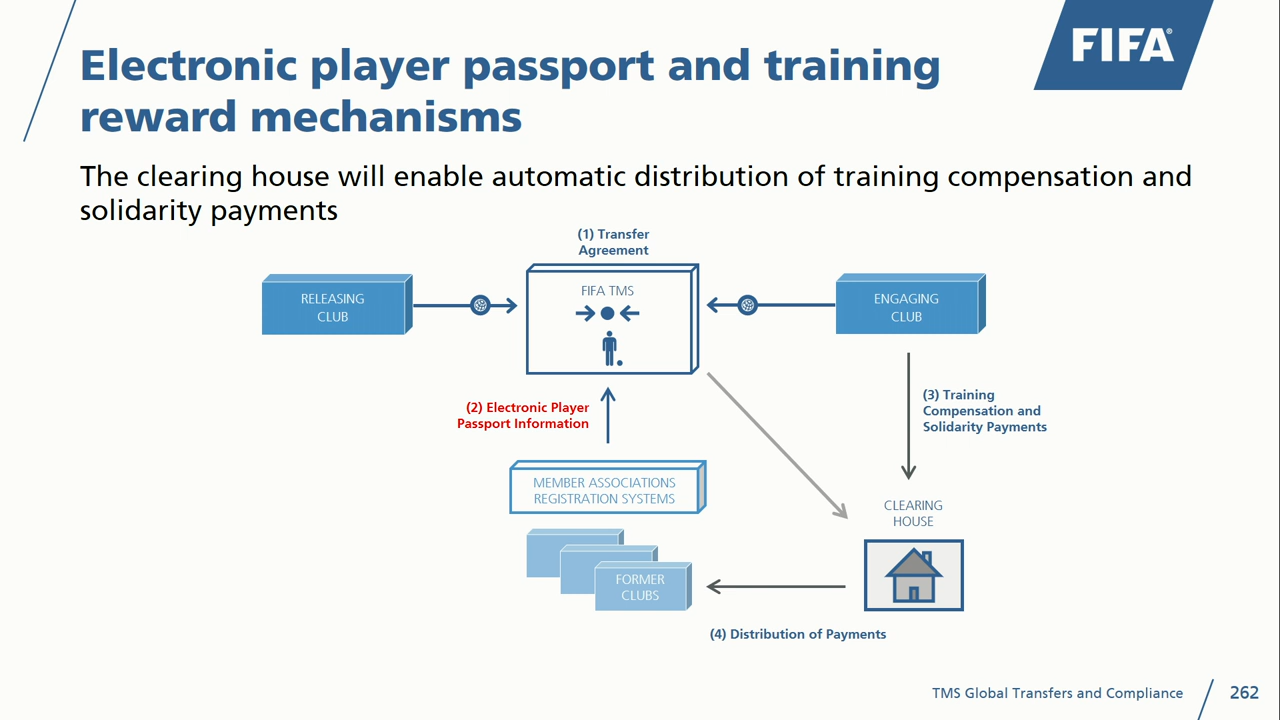 FIFA®
Electronic player passport and training
reward mechanisms
The clearing house will enable automatic distribution of training compensation and
solidarity payments
(1) Transfer
Agreement
RELEASING
CLUB
FIFA TMS
ENGAGING
CLUB
(2) Electronic Player
Passport Information
(3) Training
Compensation and
Solidarity Payments
MEMBER ASSOCIATIONS
REGISTRATION SYSTEMS
CLEARING
HOUSE
FORMER
CLUBS
(4) Distribution of Payments
TMS Global Transfers and Compliance
262